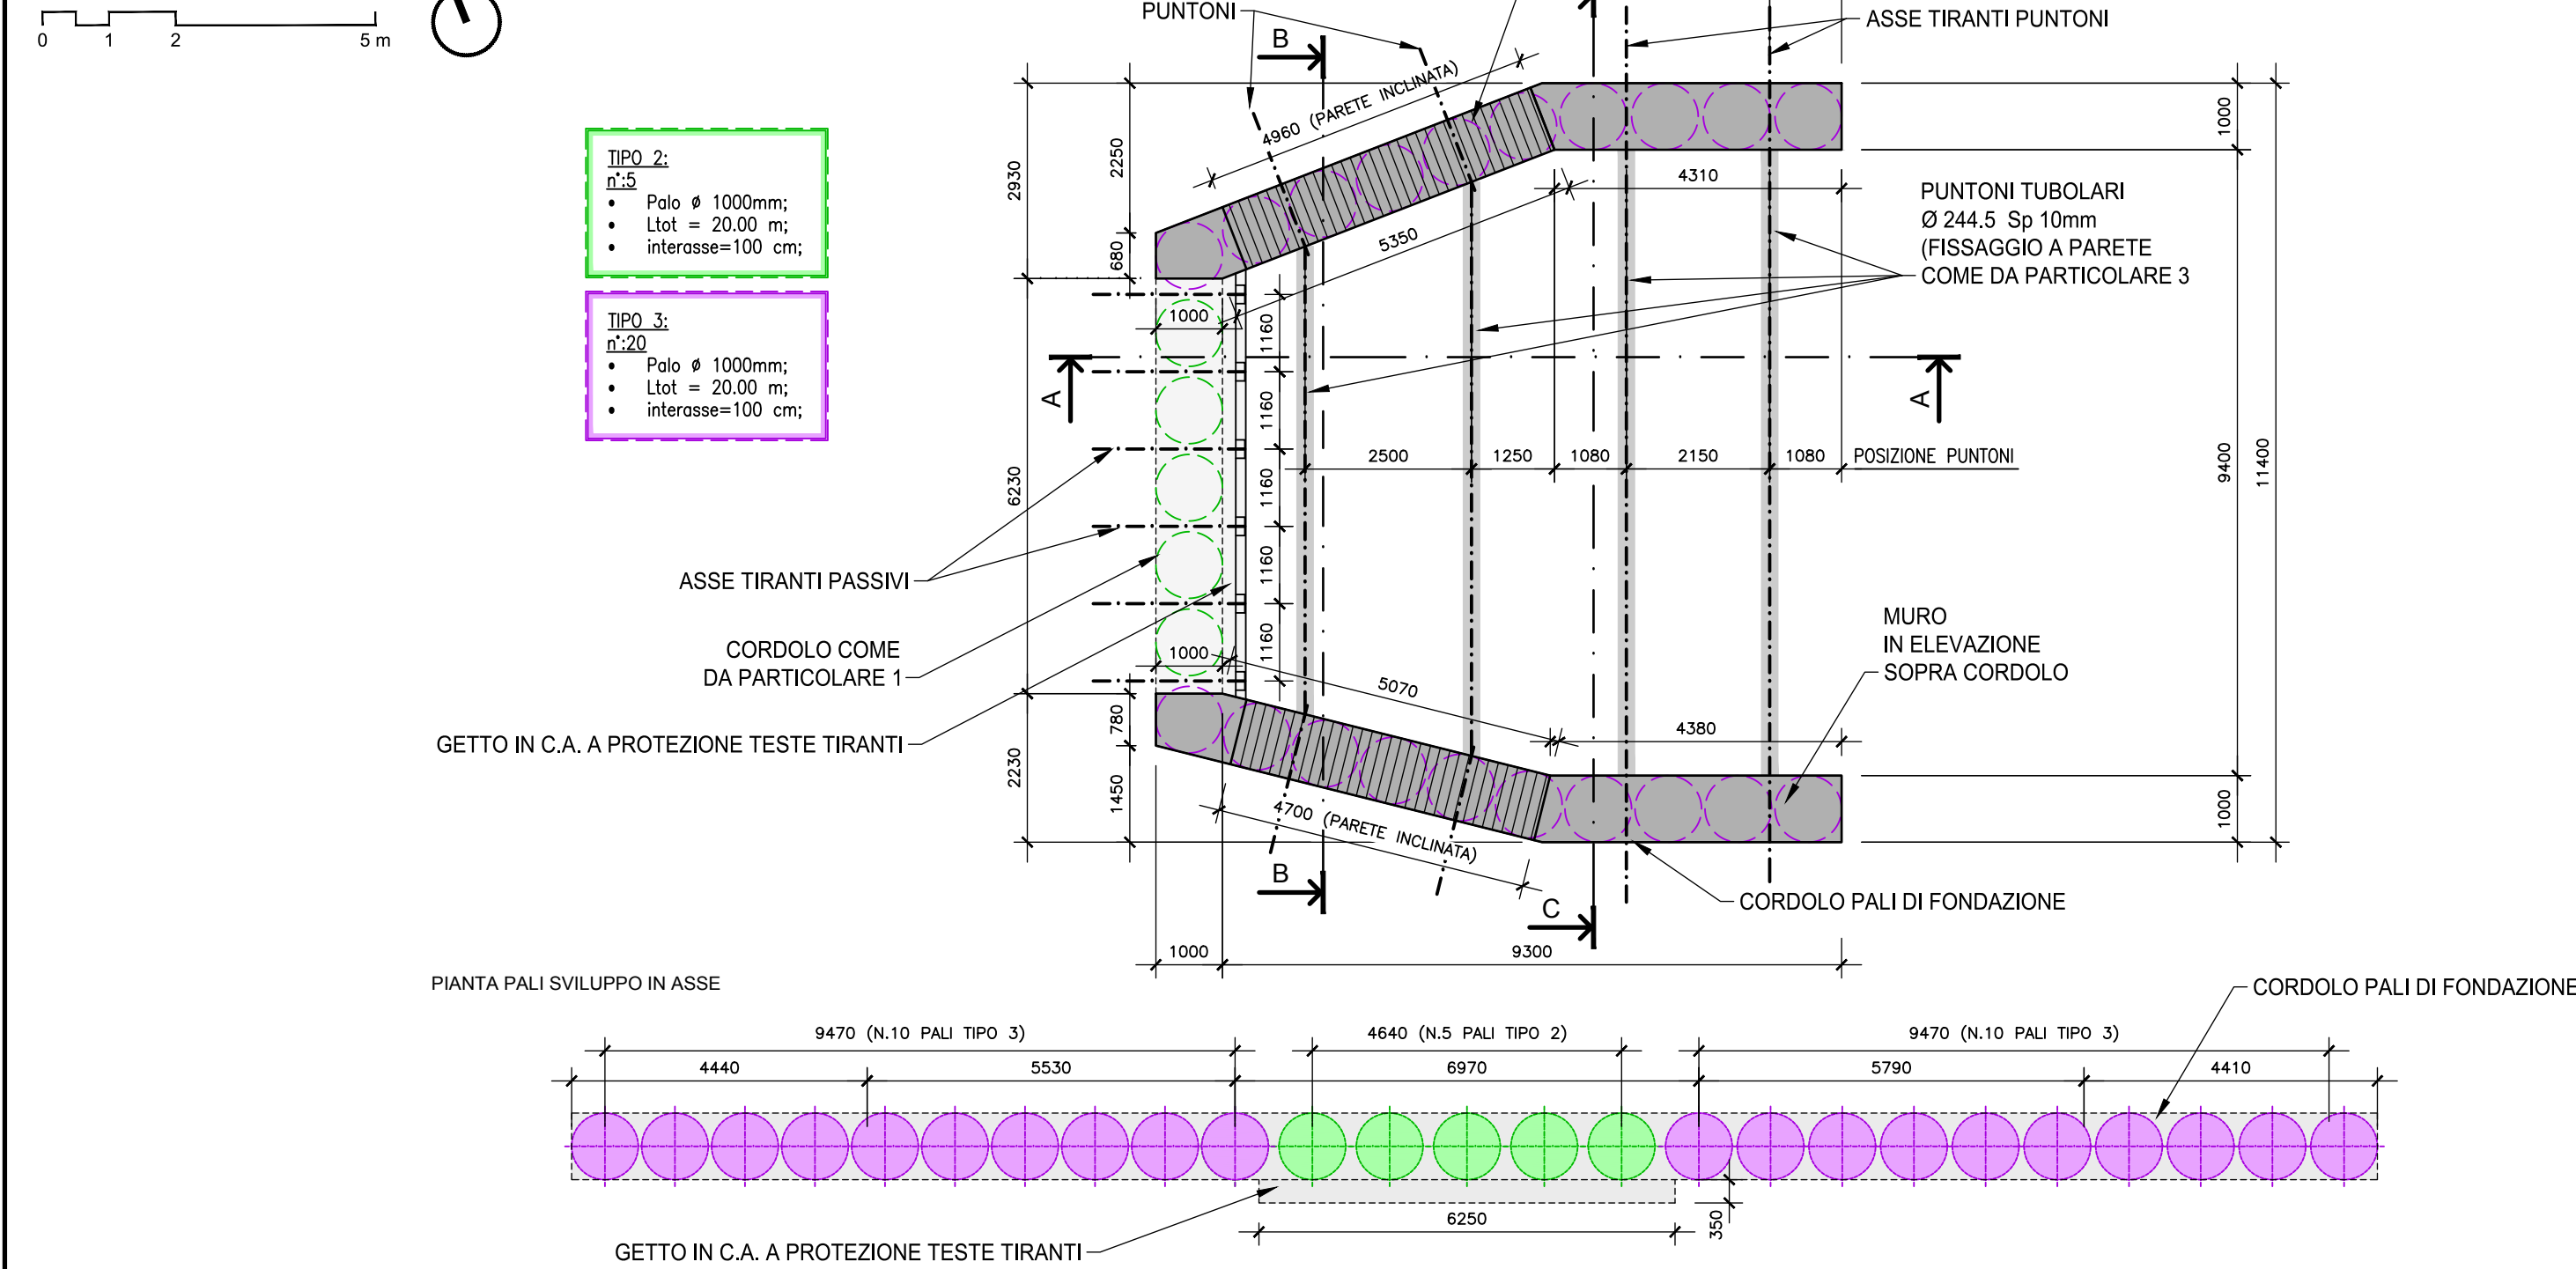 0 1 2 5 m
PUNTONI
B
ASSE TIRANTI PUNTONI
4960 (PARETE INCLINATA)
TIPO 2:
n°:5
• Palo ø 1000mm;
• Ltot = 20.00 m;
• interasse=100 cm;
TIPO 3:
n°:20
• Palo ø 1000mm;
• Ltot = 20.00 m;
• interasse=100 cm;
2930
2250
680
1000
4310
5350
PUNTONI TUBOLARI
Ø 244.5 Sp 10mm
(FISSAGGIO A PARETE
COME DA PARTICOLARE 3
1000
1160
A
A
1160
2500
1250
1080
2150
1080
POSIZIONE PUNTONI
9400
11400
6230
1160
1160
1160
ASSE TIRANTI PASSIVI
CORDOLO COME
DA PARTICOLARE 1
GETTO IN C.A. A PROTEZIONE TESTE TIRANTI
1000
5070
4380
MURO
IN ELEVAZIONE
SOPRA CORDOLO
780
2230
1450
1000
4700 (PARETE INCLINATA)
B
C
CORDOLO PALI DI FONDAZIONE
1000
9300
PIANTA PALI SVILUPPO IN ASSE
CORDOLO PALI DI FONDAZIONE
9470 (N.10 PALI TIPO 3)
4640 (N.5 PALI TIPO 2)
9470 (N.10 PALI TIPO 3)
4440
5530
6970
5790
4410
6250
350
GETTO IN C.A. A PROTEZIONE TESTE TIRANTI